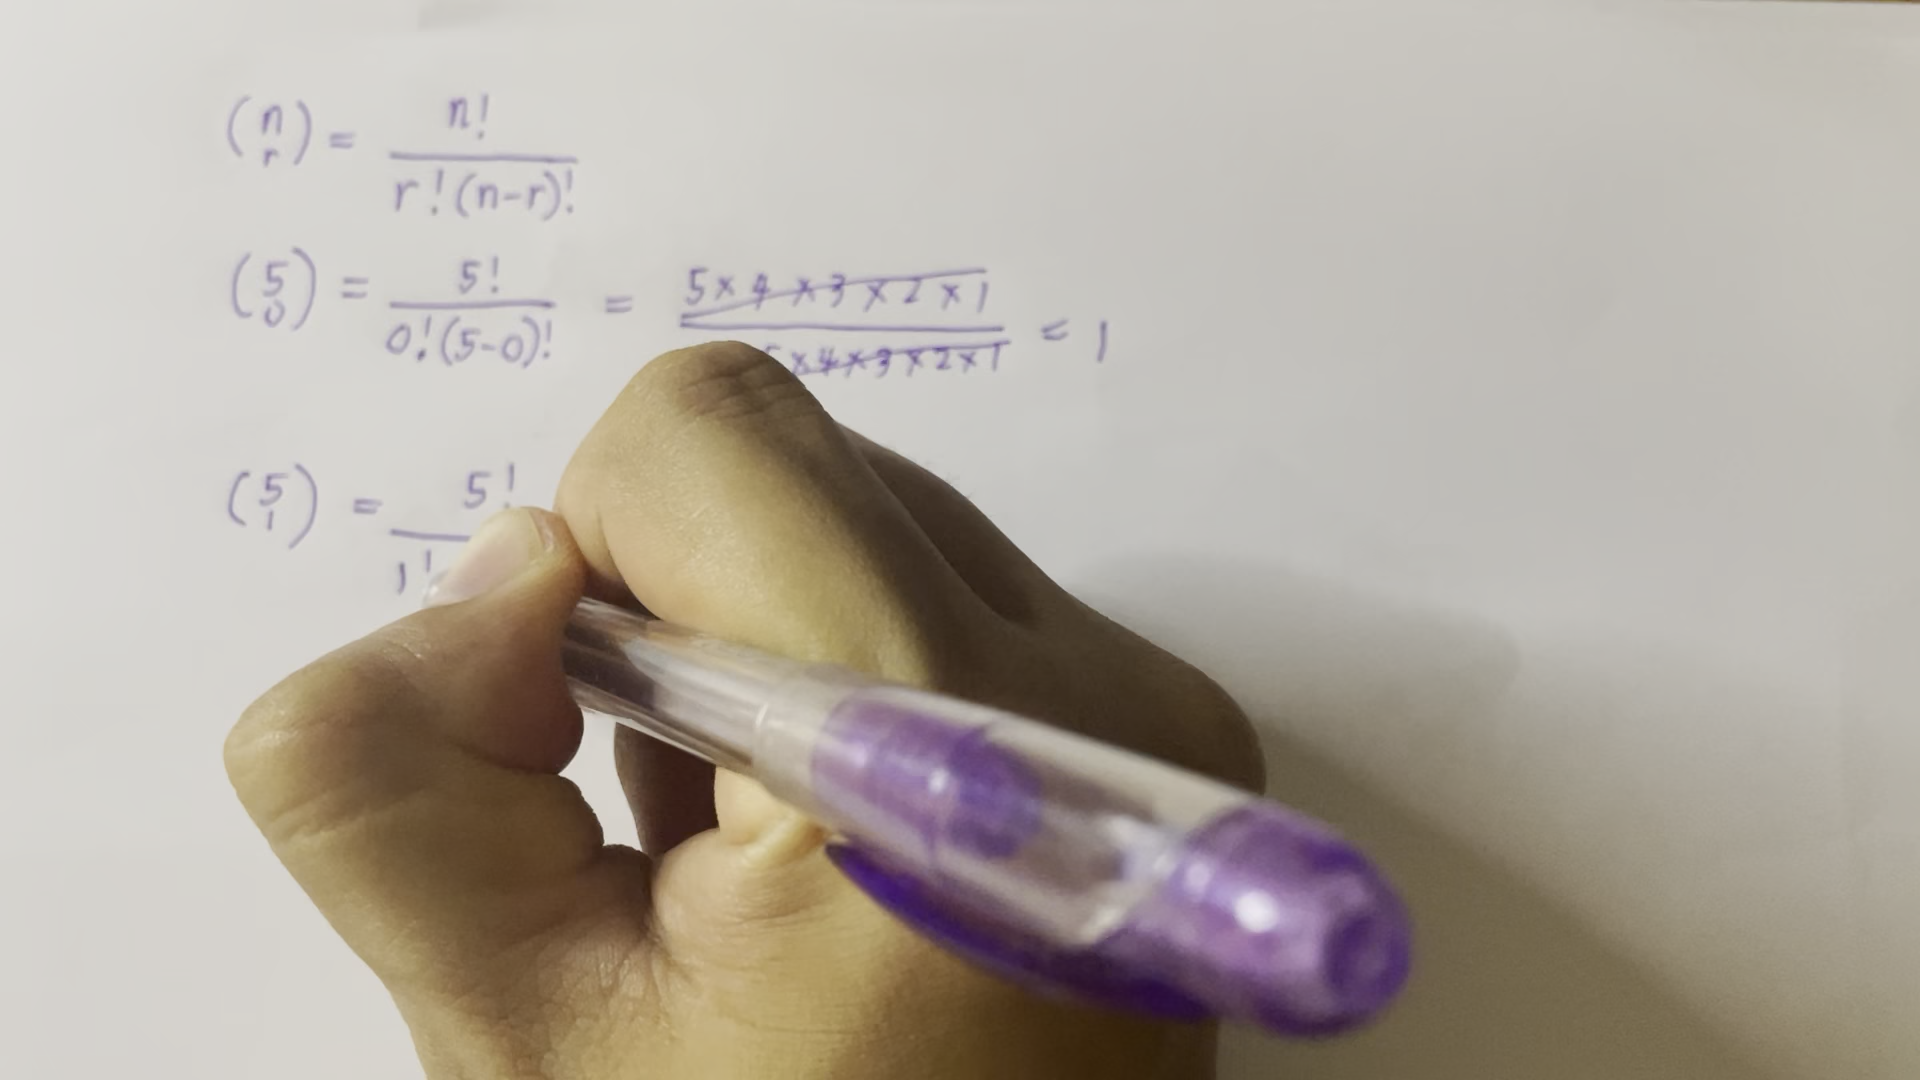 (n r) = n! / r!(n-r)!
(5 0) = 5! / 0!(5-0)! = 5×4×3×2×1 / ×4×3×2×1 = 1
(5 1) = 5! / 1!